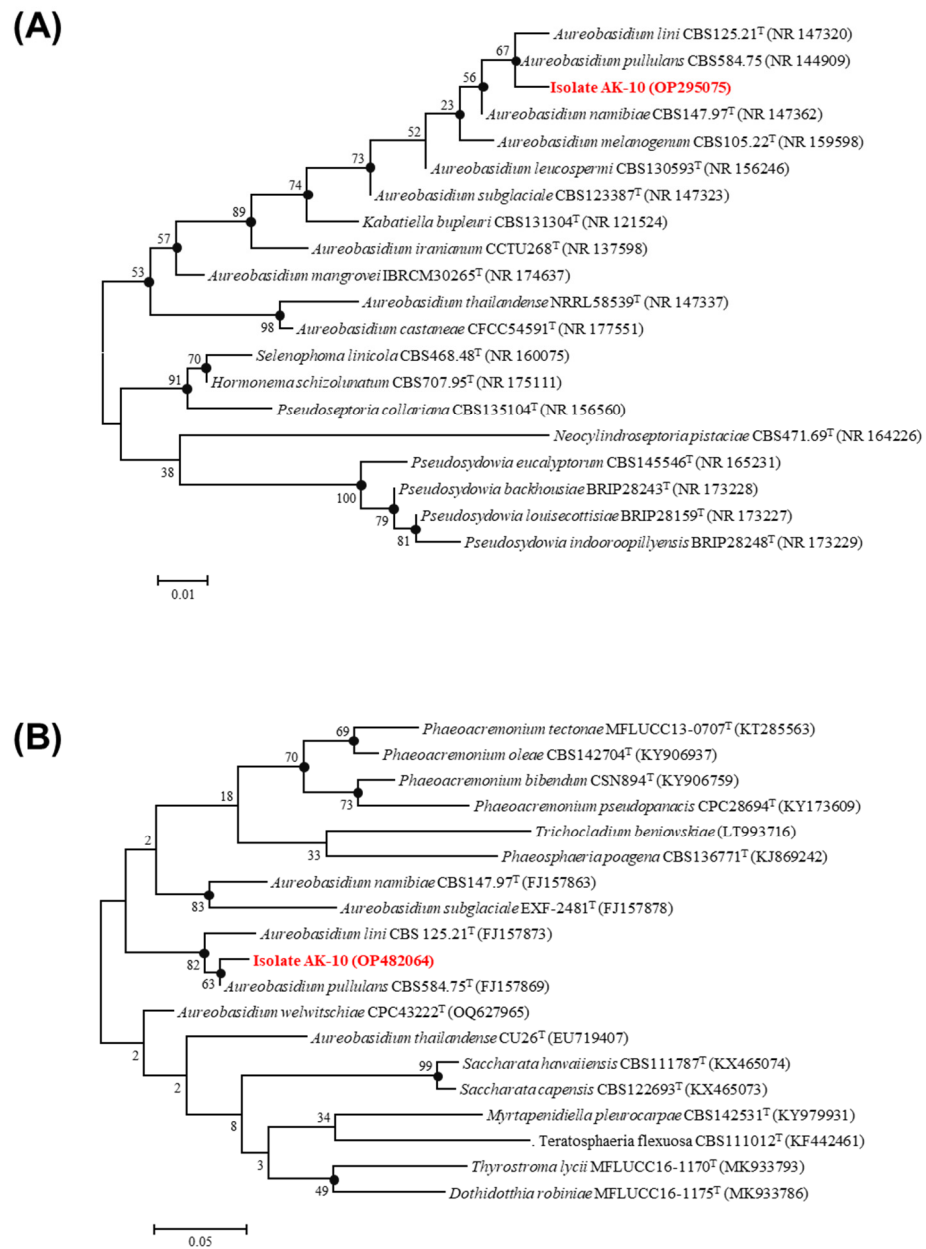 (A)
Aureobasidium lini CBS125.21ᵀ (NR 147320)
67
Aureobasidium pullulans CBS584.75 (NR 144909)
56
Isolate AK-10 (OP295075)
23
Aureobasidium namibiae CBS147.97ᵀ (NR 147362)
52
Aureobasidium melanogenum CBS105.22ᵀ (NR 159598)
73
Aureobasidium leucospermi CBS130593ᵀ (NR 156246)
74
Aureobasidium subglaciale CBS123387ᵀ (NR 147323)
89
Kabatiella bupleuri CBS131304ᵀ (NR 121524)
57
Aureobasidium iranianum CCTU268ᵀ (NR 137598)
53
Aureobasidium mangrovei IBRCM30265ᵀ (NR 174637)
Aureobasidium thailandense NRRL58539ᵀ (NR 147337)
98
Aureobasidium castaneae CFCC54591ᵀ (NR 177551)
Selenophoma linicola CBS468.48ᵀ (NR 160075)
70
Hormonema schizolunatum CBS707.95ᵀ (NR 175111)
91
Pseudoseptoria collariana CBS135104ᵀ (NR 156560)
Neocylindroseptoria pistaciae CBS471.69ᵀ (NR 164226)
38
Pseudosydowia eucalyptorum CBS145546ᵀ (NR 165231)
100
Pseudosydowia backhousiae BRIP28243ᵀ (NR 173228)
79
Pseudosydowia louisecottisiae BRIP28159ᵀ (NR 173227)
81
Pseudosydowia indooroopillyensis BRIP28248ᵀ (NR 173229)
0.01
(B)
Phaeoacremonium tectonae MFLUCC13-0707ᵀ (KT285563)
69
Phaeoacremonium oleae CBS142704ᵀ (KY906937)
70
Phaeoacremonium bibendum CSN894ᵀ (KY906759)
73
Phaeoacremonium pseudopanacis CPC28694ᵀ (KY173609)
18
Trichocladium beniowskiae (LT993716)
33
Phaeosphaeria poagena CBS136771ᵀ (KJ869242)
2
Aureobasidium namibiae CBS147.97ᵀ (FJ157863)
83
Aureobasidium subglaciale EXF-2481ᵀ (FJ157878)
Aureobasidium lini CBS 125.21ᵀ (FJ157873)
82
Isolate AK-10 (OP482064)
63
Aureobasidium pullulans CBS584.75ᵀ (FJ157869)
Aureobasidium welwitschiae CPC43222ᵀ (OQ627965)
2
Aureobasidium thailandense CU26ᵀ (EU719407)
2
Saccharata hawaiiensis CBS111787ᵀ (KX465074)
99
Saccharata capensis CBS122693ᵀ (KX465073)
8
Myrtapenidiella pleurocarpae CBS142531ᵀ (KY979931)
34
. Teratosphaeria flexuosa CBS111012ᵀ (KF442461)
3
Thyrostroma lycii MFLUCC16-1170ᵀ (MK933793)
49
Dothidotthia robiniae MFLUCC16-1175ᵀ (MK933786)
0.05